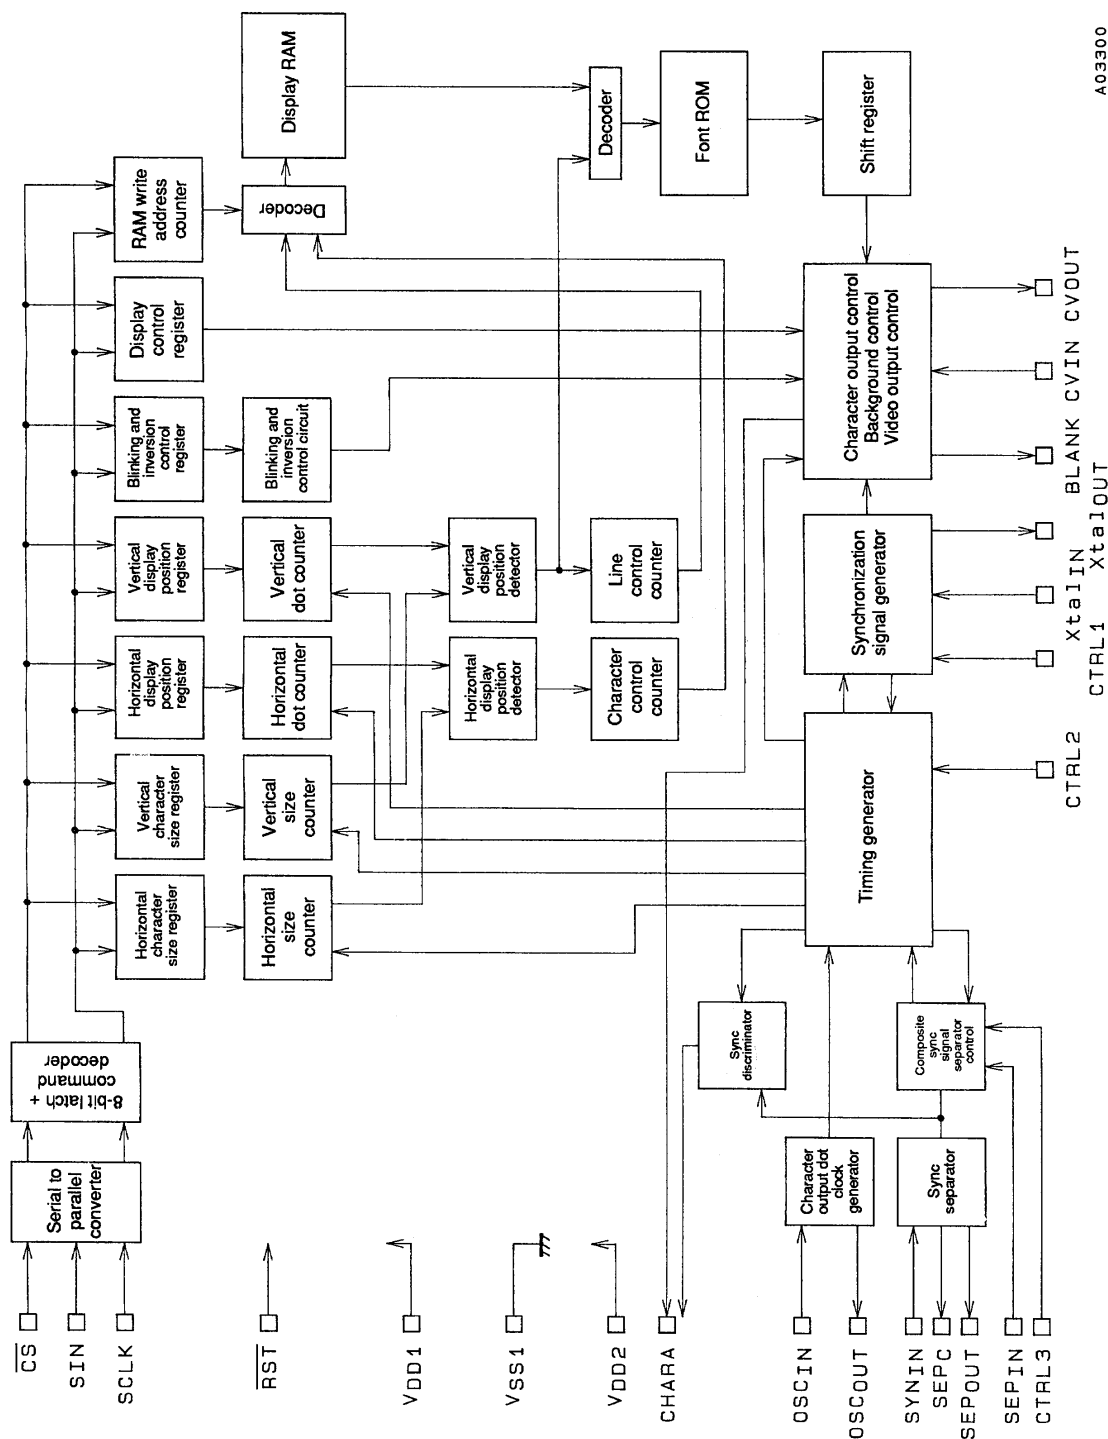 CS
SIN
SCLK
RST
VDD1
VSS1
VDD2
CHARA
OSCIN
OSCOUT
SYNIN
SEPC
SEPOUT
SEPIN
CTRL3
Serial to
parallel
converter
8-bit latch +
command
decoder
Horizontal
character
size register
Vertical
character
size register
Horizontal
display
position
register
Vertical
display
position
register
Blinking and
inversion
control
register
Display
control
register
RAM write
address
counter
Horizontal
size
counter
Vertical
size
counter
Horizontal
dot counter
Vertical
dot counter
Blinking and
inversion
control circuit
Decoder
Display RAM
Horizontal
display
position
detector
Vertical
display
position
detector
Character
control
counter
Line
control
counter
Decoder
Font ROM
Shift register
Sync
discriminator
Character
output dot
clock
generator
Sync
separator
Composite
sync
signal
separator
control
Timing generator
Synchronization
signal generator
Character output control
Background control
Video output control
CTRL2
CTRL1
XtalIN
XtalOUT
BLANK
CVIN
CVOUT
A03300